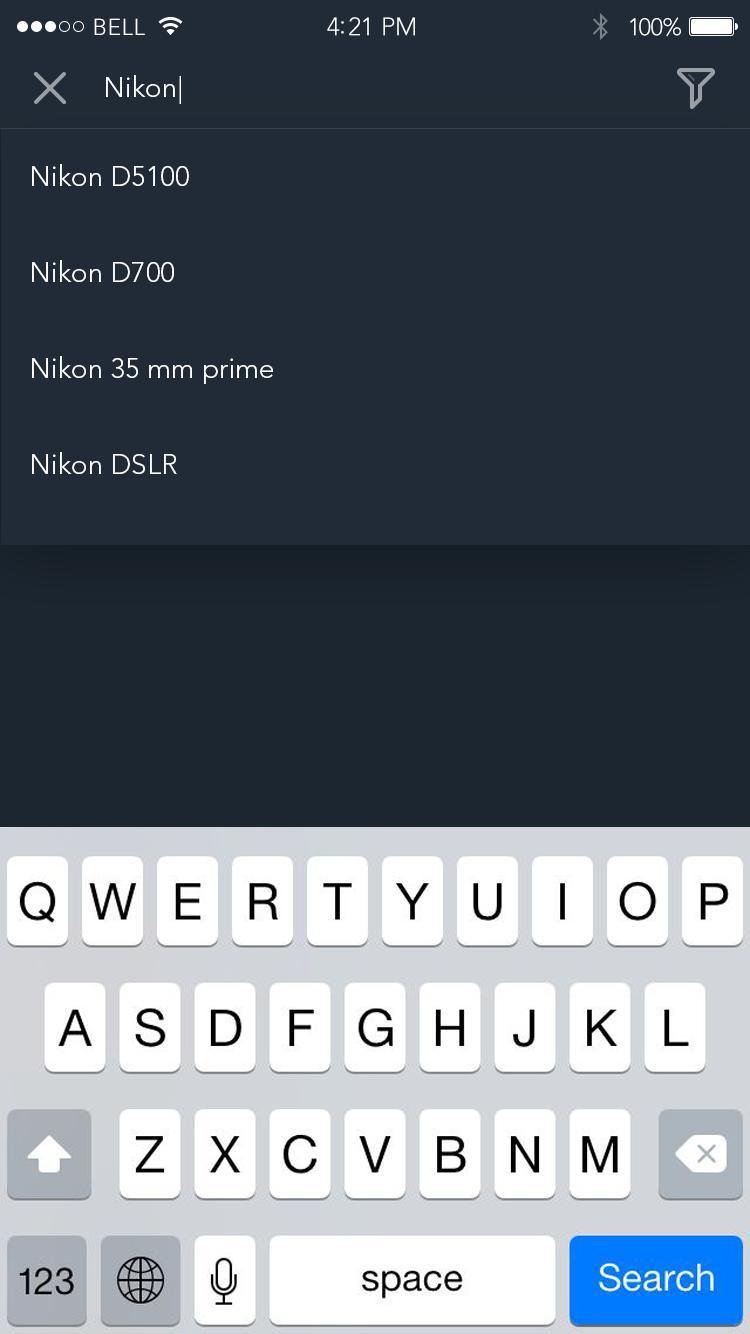 BELL 4:21 PM 100%
Nikon
Nikon D5100
Nikon D700
Nikon 35 mm prime
Nikon DSLR
Q W E R T Y U I O P
A S D F G H J K L
Z X C V B N M
123 space Search